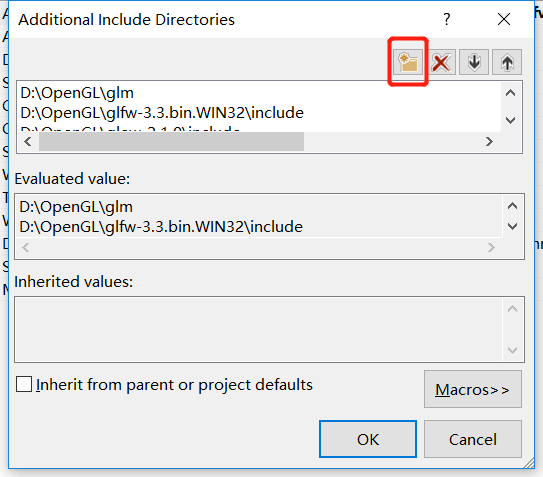 Additional Include Directories
D:\OpenGL\glm
D:\OpenGL\glfw-3.3.bin.WIN32\include
Evaluated value:
D:\OpenGL\glm
D:\OpenGL\glfw-3.3.bin.WIN32\include
Inherited values:
Inherit from parent or project defaults
Macros>>
OK
Cancel